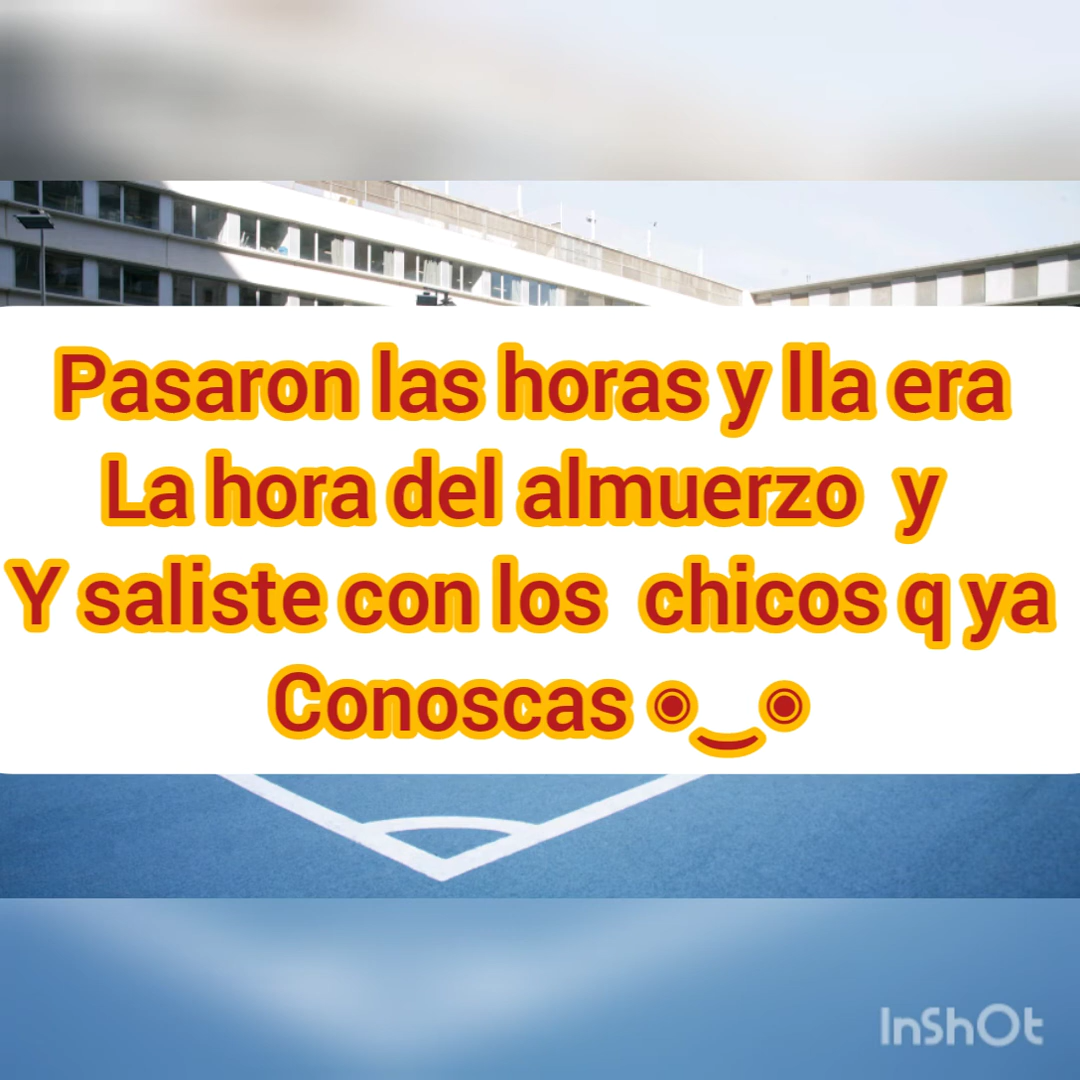 Pasaron las horas y lla era
La hora del almuerzo y
Y saliste con los chicos q ya
Conoscas ◉‿◉
InShOt